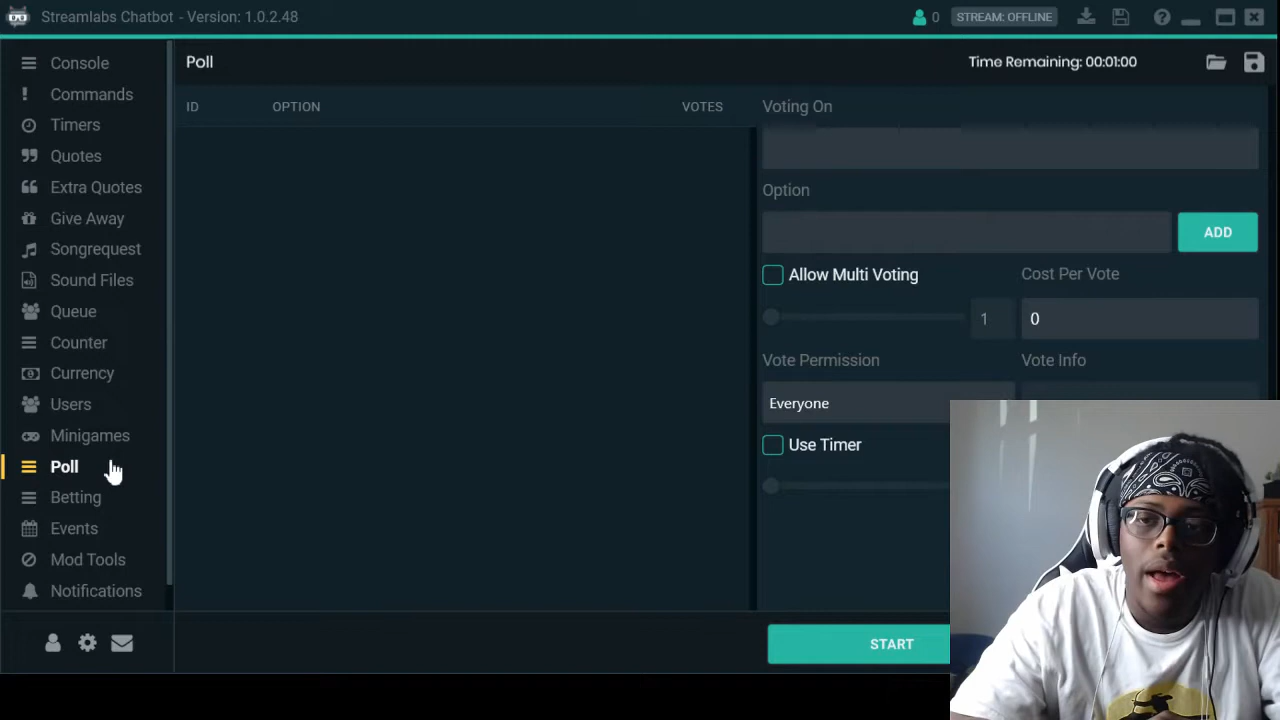 Streamlabs Chatbot - Version: 1.0.2.48
0
STREAM: OFFLINE
Console
Commands
Timers
Quotes
Extra Quotes
Give Away
Songrequest
Sound Files
Queue
Counter
Currency
Users
Minigames
Poll
Betting
Events
Mod Tools
Notifications
Poll
Time Remaining: 00:01:00
ID OPTION VOTES
Voting On
Option
ADD
Allow Multi Voting
Cost Per Vote
1
0
Vote Permission
Vote Info
Everyone
Use Timer
START